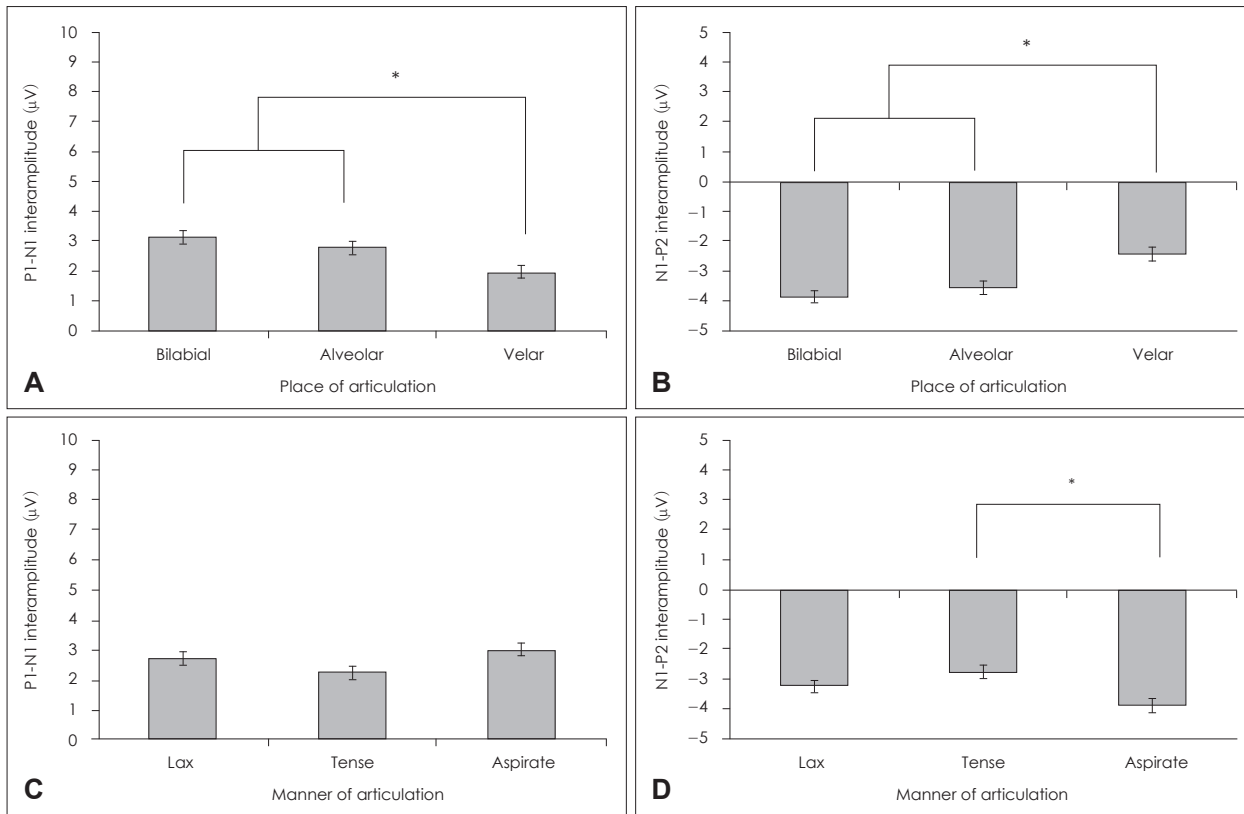 P1-N1 interamplitude (μV)
10
9
8
7
6
5
4
3
2
1
0
*
Bilabial Alveolar Velar
Place of articulation
A
N1-P2 interamplitude (μV)
5
4
3
2
1
0
−1
−2
−3
−4
−5
*
Bilabial Alveolar Velar
Place of articulation
B
P1-N1 interamplitude (μV)
10
9
8
7
6
5
4
3
2
1
0
Lax Tense Aspirate
Manner of articulation
C
N1-P2 interamplitude (μV)
5
4
3
2
1
0
−1
−2
−3
−4
−5
*
Lax Tense Aspirate
Manner of articulation
D